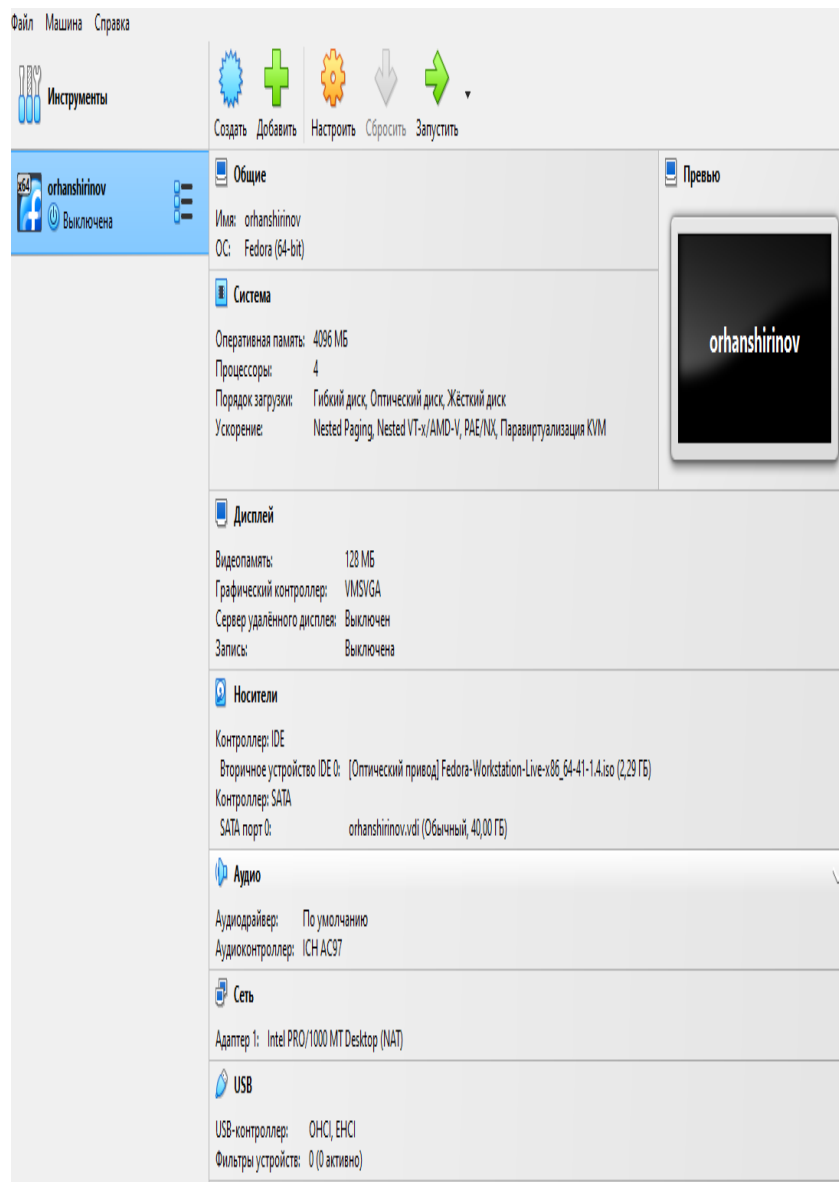 Файл Машина Справка
Инструменты
Создать Добавить Настроить Сбросить Запустить
x64
orhanshirinov
Выключена
Общие
Имя: orhanshirinov
ОС: Fedora (64-bit)
Превью
orhanshirinov
Система
Оперативная память: 4096 МБ
Процессоры: 4
Порядок загрузки: Гибкий диск, Оптический диск, Жёсткий диск
Ускорение: Nested Paging, Nested VT-x/AMD-V, PAE/NX, Паравиртуализация KVM
Дисплей
Видеопамять: 128 МБ
Графический контроллер: VMSVGA
Сервер удалённого дисплея: Выключен
Запись: Выключена
Носители
Контроллер: IDE
Вторичное устройство IDE 0: [Оптический привод] Fedora-Workstation-Live-x86_64-41-1.4.iso (2,29 ГБ)
Контроллер: SATA
SATA порт 0: orhanshirinov.vdi (Обычный, 40,00 ГБ)
Аудио
Аудиодрайвер: По умолчанию
Аудиоконтроллер: ICH AC97
Сеть
Адаптер 1: Intel PRO/1000 MT Desktop (NAT)
USB
USB-контроллер: OHCI, EHCI
Фильтры устройств: 0 (0 активно)